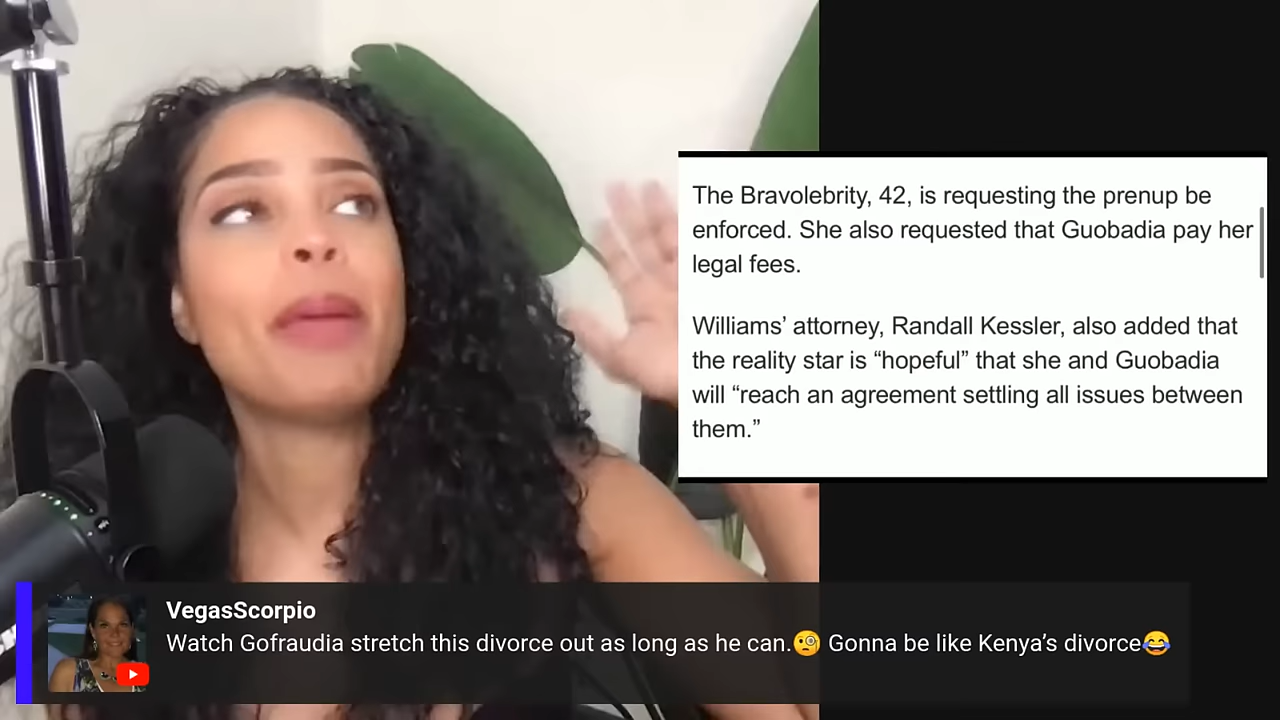 The Bravolebrity, 42, is requesting the prenup be
enforced. She also requested that Guobadia pay her
legal fees.
Williams’ attorney, Randall Kessler, also added that
the reality star is “hopeful” that she and Guobadia
will “reach an agreement settling all issues between
them.”
VegasScorpio
Watch Gofraudia stretch this divorce out as long as he can.🧐 Gonna be like Kenya’s divorce😂